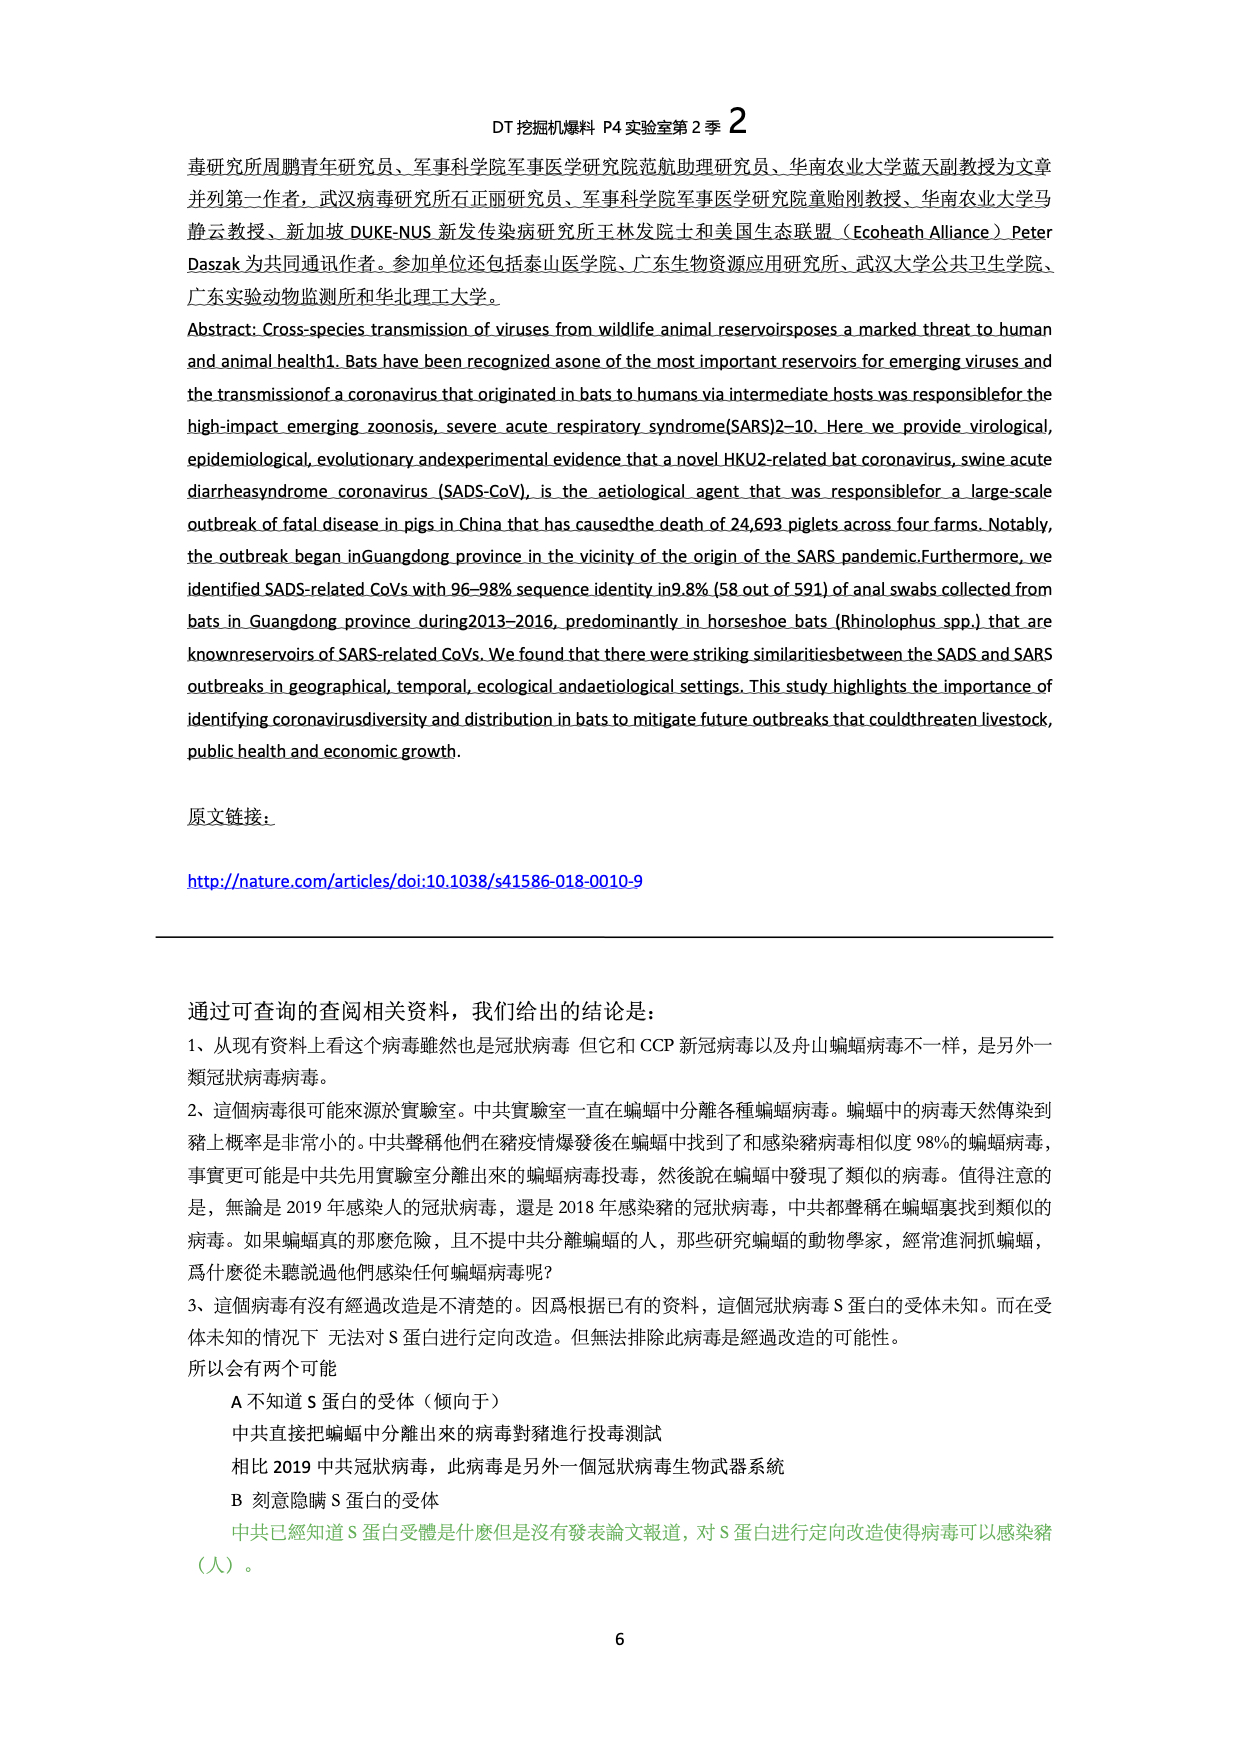 DT 挖掘机爆料 P4 实验室第 2 季 2
毒研究所周鹏青年研究员、军事科学院军事医学研究院范航助理研究员、华南农业大学蓝天副教授为文章
并列第一作者，武汉病毒研究所石正丽研究员、军事科学院军事医学研究院童贻刚教授、华南农业大学马
静云教授、新加坡 DUKE-NUS 新发传染病研究所王林发院士和美国生态联盟（Ecoheath Alliance）Peter
Daszak 为共同通讯作者。参加单位还包括泰山医学院、广东生物资源应用研究所、武汉大学公共卫生学院、
广东实验动物监测所和华北理工大学。
Abstract: Cross-species transmission of viruses from wildlife animal reservoirsposes a marked threat to human
and animal health1. Bats have been recognized asone of the most important reservoirs for emerging viruses and
the transmissionof a coronavirus that originated in bats to humans via intermediate hosts was responsiblefor the
high-impact emerging zoonosis, severe acute respiratory syndrome(SARS)2–10. Here we provide virological,
epidemiological, evolutionary andexperimental evidence that a novel HKU2-related bat coronavirus, swine acute
diarrheasyndrome coronavirus (SADS-CoV), is the aetiological agent that was responsiblefor a large-scale
outbreak of fatal disease in pigs in China that has causedthe death of 24,693 piglets across four farms. Notably,
the outbreak began inGuangdong province in the vicinity of the origin of the SARS pandemic.Furthermore, we
identified SADS-related CoVs with 96–98% sequence identity in9.8% (58 out of 591) of anal swabs collected from
bats in Guangdong province during2013–2016, predominantly in horseshoe bats (Rhinolophus spp.) that are
knownreservoirs of SARS-related CoVs. We found that there were striking similaritiesbetween the SADS and SARS
outbreaks in geographical, temporal, ecological andaetiological settings. This study highlights the importance of
identifying coronavirusdiversity and distribution in bats to mitigate future outbreaks that couldthreaten livestock,
public health and economic growth.
原文链接：
http://nature.com/articles/doi:10.1038/s41586-018-0010-9
通过可查询的查阅相关资料，我们给出的结论是：
1、从现有资料上看这个病毒雖然也是冠狀病毒 但它和 CCP 新冠病毒以及舟山蝙蝠病毒不一样，是另外一
類冠狀病毒病毒。
2、這個病毒很可能來源於實驗室。中共實驗室一直在蝙蝠中分離各種蝙蝠病毒。蝙蝠中的病毒天然傳染到
豬上概率是非常小的。中共聲稱他們在豬疫情爆發後在蝙蝠中找到了和感染豬病毒相似度 98%的蝙蝠病毒，
事實更可能是中共先用實驗室分離出來的蝙蝠病毒投毒，然後說在蝙蝠中發現了類似的病毒。值得注意的
是，無論是 2019 年感染人的冠狀病毒，還是 2018 年感染豬的冠狀病毒，中共都聲稱在蝙蝠裏找到類似的
病毒。如果蝙蝠真的那麼危險，且不提中共分離蝙蝠的人，那些研究蝙蝠的動物學家，經常進洞抓蝙蝠，
爲什麼從未聽説過他們感染任何蝙蝠病毒呢？
3、這個病毒有沒有經過改造是不清楚的。因爲根据已有的资料，這個冠狀病毒 S 蛋白的受体未知。而在受
体未知的情况下 无法对 S 蛋白进行定向改造。但無法排除此病毒是經過改造的可能性。
所以会有两个可能
A 不知道 S 蛋白的受体（倾向于）
中共直接把蝙蝠中分離出來的病毒對豬進行投毒測試
相比 2019 中共冠狀病毒，此病毒是另外一個冠狀病毒生物武器系統
B 刻意隐瞒 S 蛋白的受体
中共已經知道 S 蛋白受體是什麼但是沒有發表論文報道，对 S 蛋白进行定向改造使得病毒可以感染豬
（人）。
6